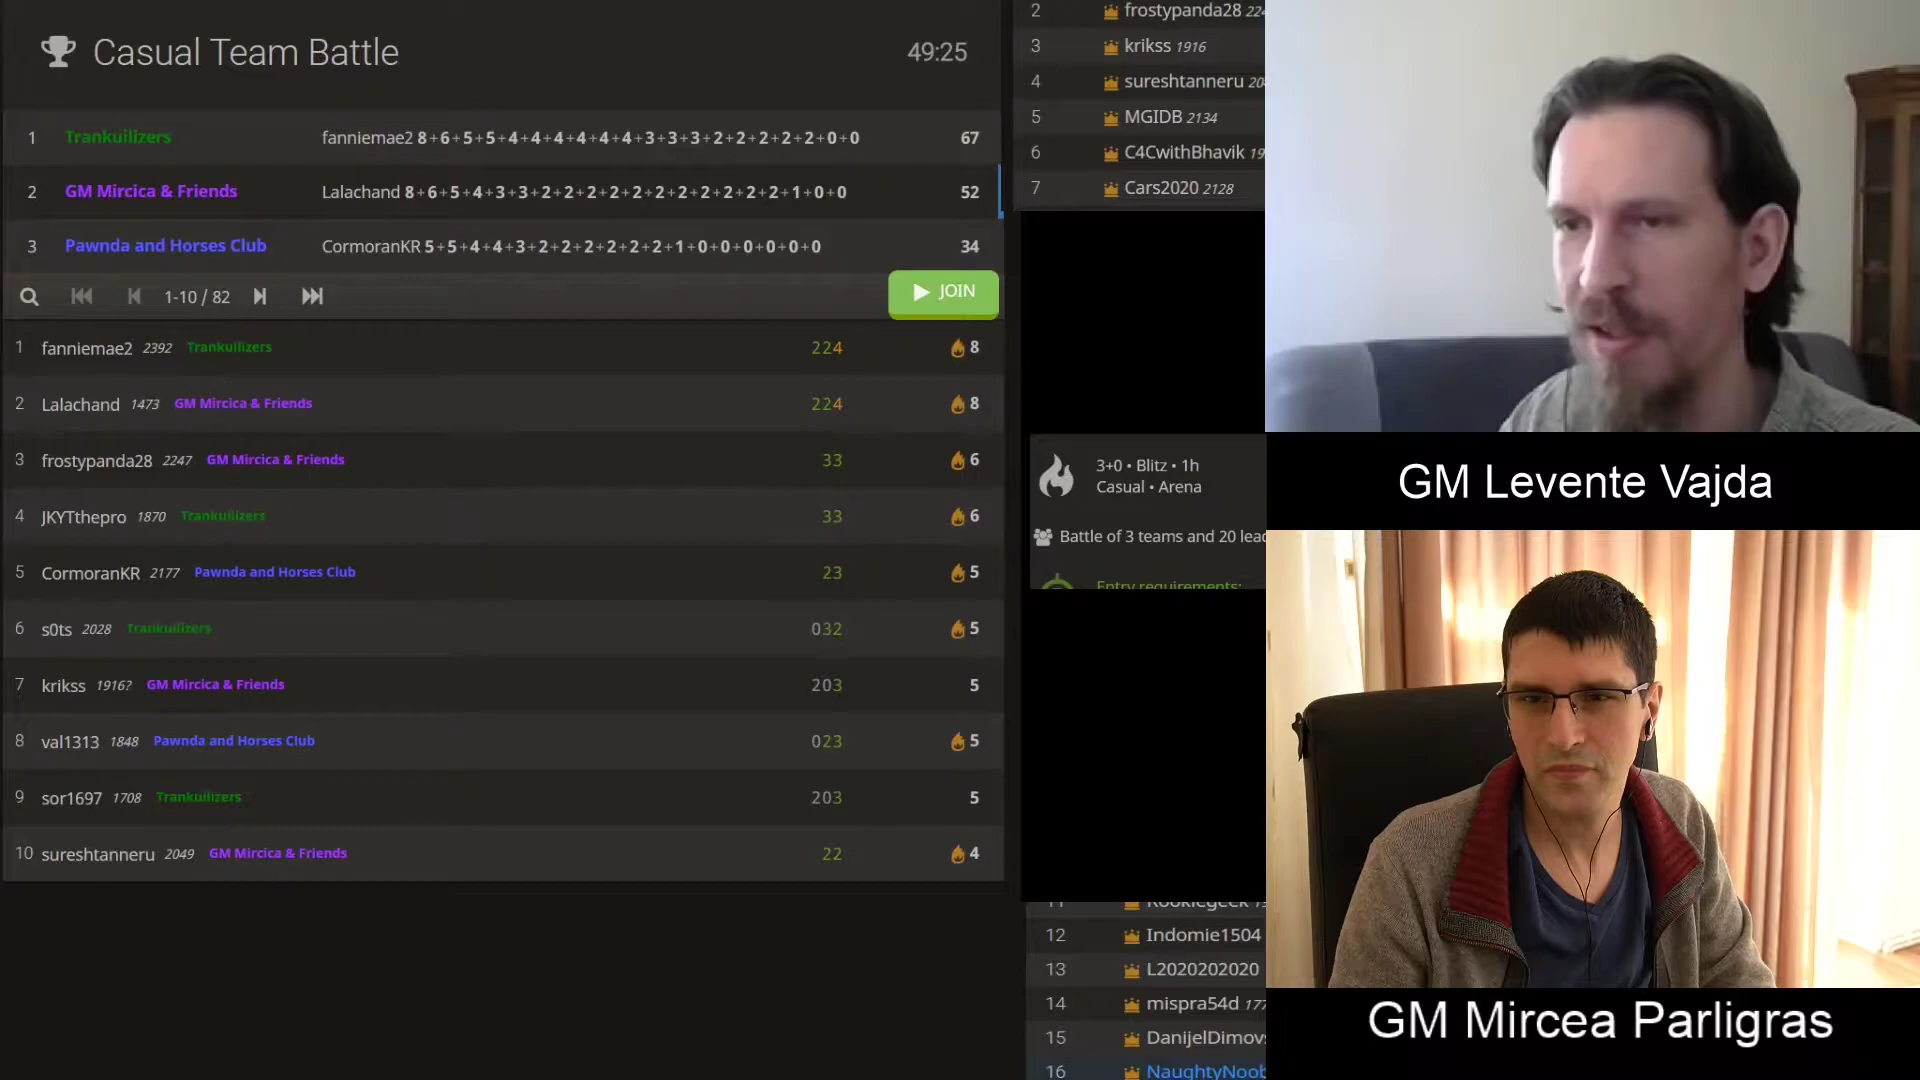 Casual Team Battle 49:25
1 Trankuilizers fanniemae2 8+6+5+5+4+4+4+4+4+4+3+3+3+2+2+2+2+2+0+0 67
2 GM Mircica & Friends Lalachand 8+6+5+4+3+3+2+2+2+2+2+2+2+2+2+2+2+1+0+0 52
3 Pawnda and Horses Club CormoranKR 5+5+4+4+3+2+2+2+2+2+2+1+0+0+0+0+0+0 34
1-10 / 82 JOIN
1 fanniemae2 2392 Trankuilizers 224 8
2 Lalachand 1473 GM Mircica & Friends 224 8
3 frostypanda28 2247 GM Mircica & Friends 33 6
4 JKYTthepro 1870 Trankuilizers 33 6
5 CormoranKR 2177 Pawnda and Horses Club 23 5
6 s0ts 2028 Trankuilizers 032 5
7 krikss 1916? GM Mircica & Friends 203 5
8 val1313 1848 Pawnda and Horses Club 023 5
9 sor1697 1708 Trankuilizers 203 5
10 sureshtanneru 2049 GM Mircica & Friends 22 4
2 frostypanda28 224
3 krikss 1916
4 sureshtanneru 20
5 MGIDB 2134
6 C4CwithBhavik 19
7 Cars2020 2128
3+0 • Blitz • 1h
Casual • Arena
Battle of 3 teams and 20 lead
Entry requirements:
12 Indomie1504
13 L2020202020
14 mispra54d 177
15 DanijelDimovs
16 NaughtyNoob
GM Levente Vajda
GM Mircea Parligras